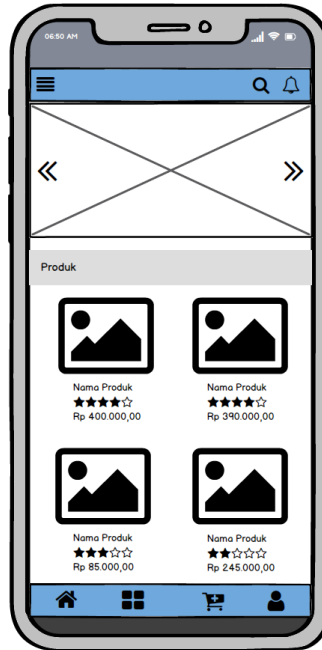 06:50 AM
Produk
Nama Produk
Rp 400.000,00
Nama Produk
Rp 390.000,00
Nama Produk
Rp 85.000,00
Nama Produk
Rp 245.000,00